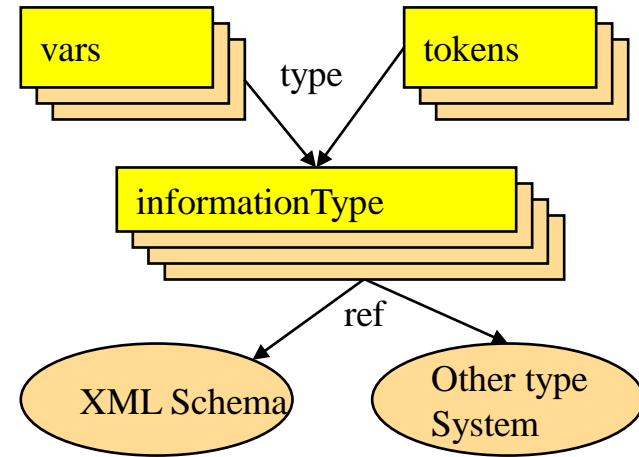 vars
tokens
type
informationType
ref
XML Schema
Other type
System